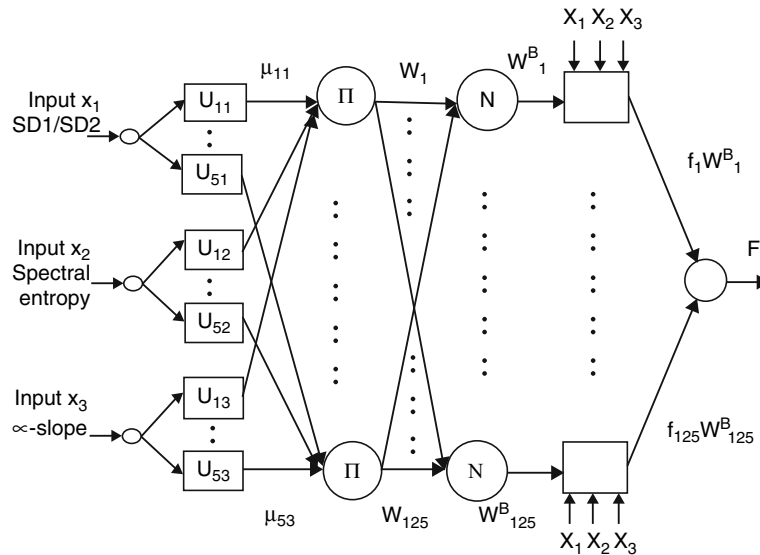 X₁ X₂ X₃
μ₁₁ W₁ Wᴮ₁
Input x₁
SD1/SD2
U₁₁
Π
N
U₅₁
f₁Wᴮ₁
Input x₂
Spectral
entropy
U₁₂
U₅₂
F
Input x₃
∝-slope
U₁₃
U₅₃
Π
N
f₁₂₅Wᴮ₁₂₅
μ₅₃ W₁₂₅ Wᴮ₁₂₅
X₁ X₂ X₃